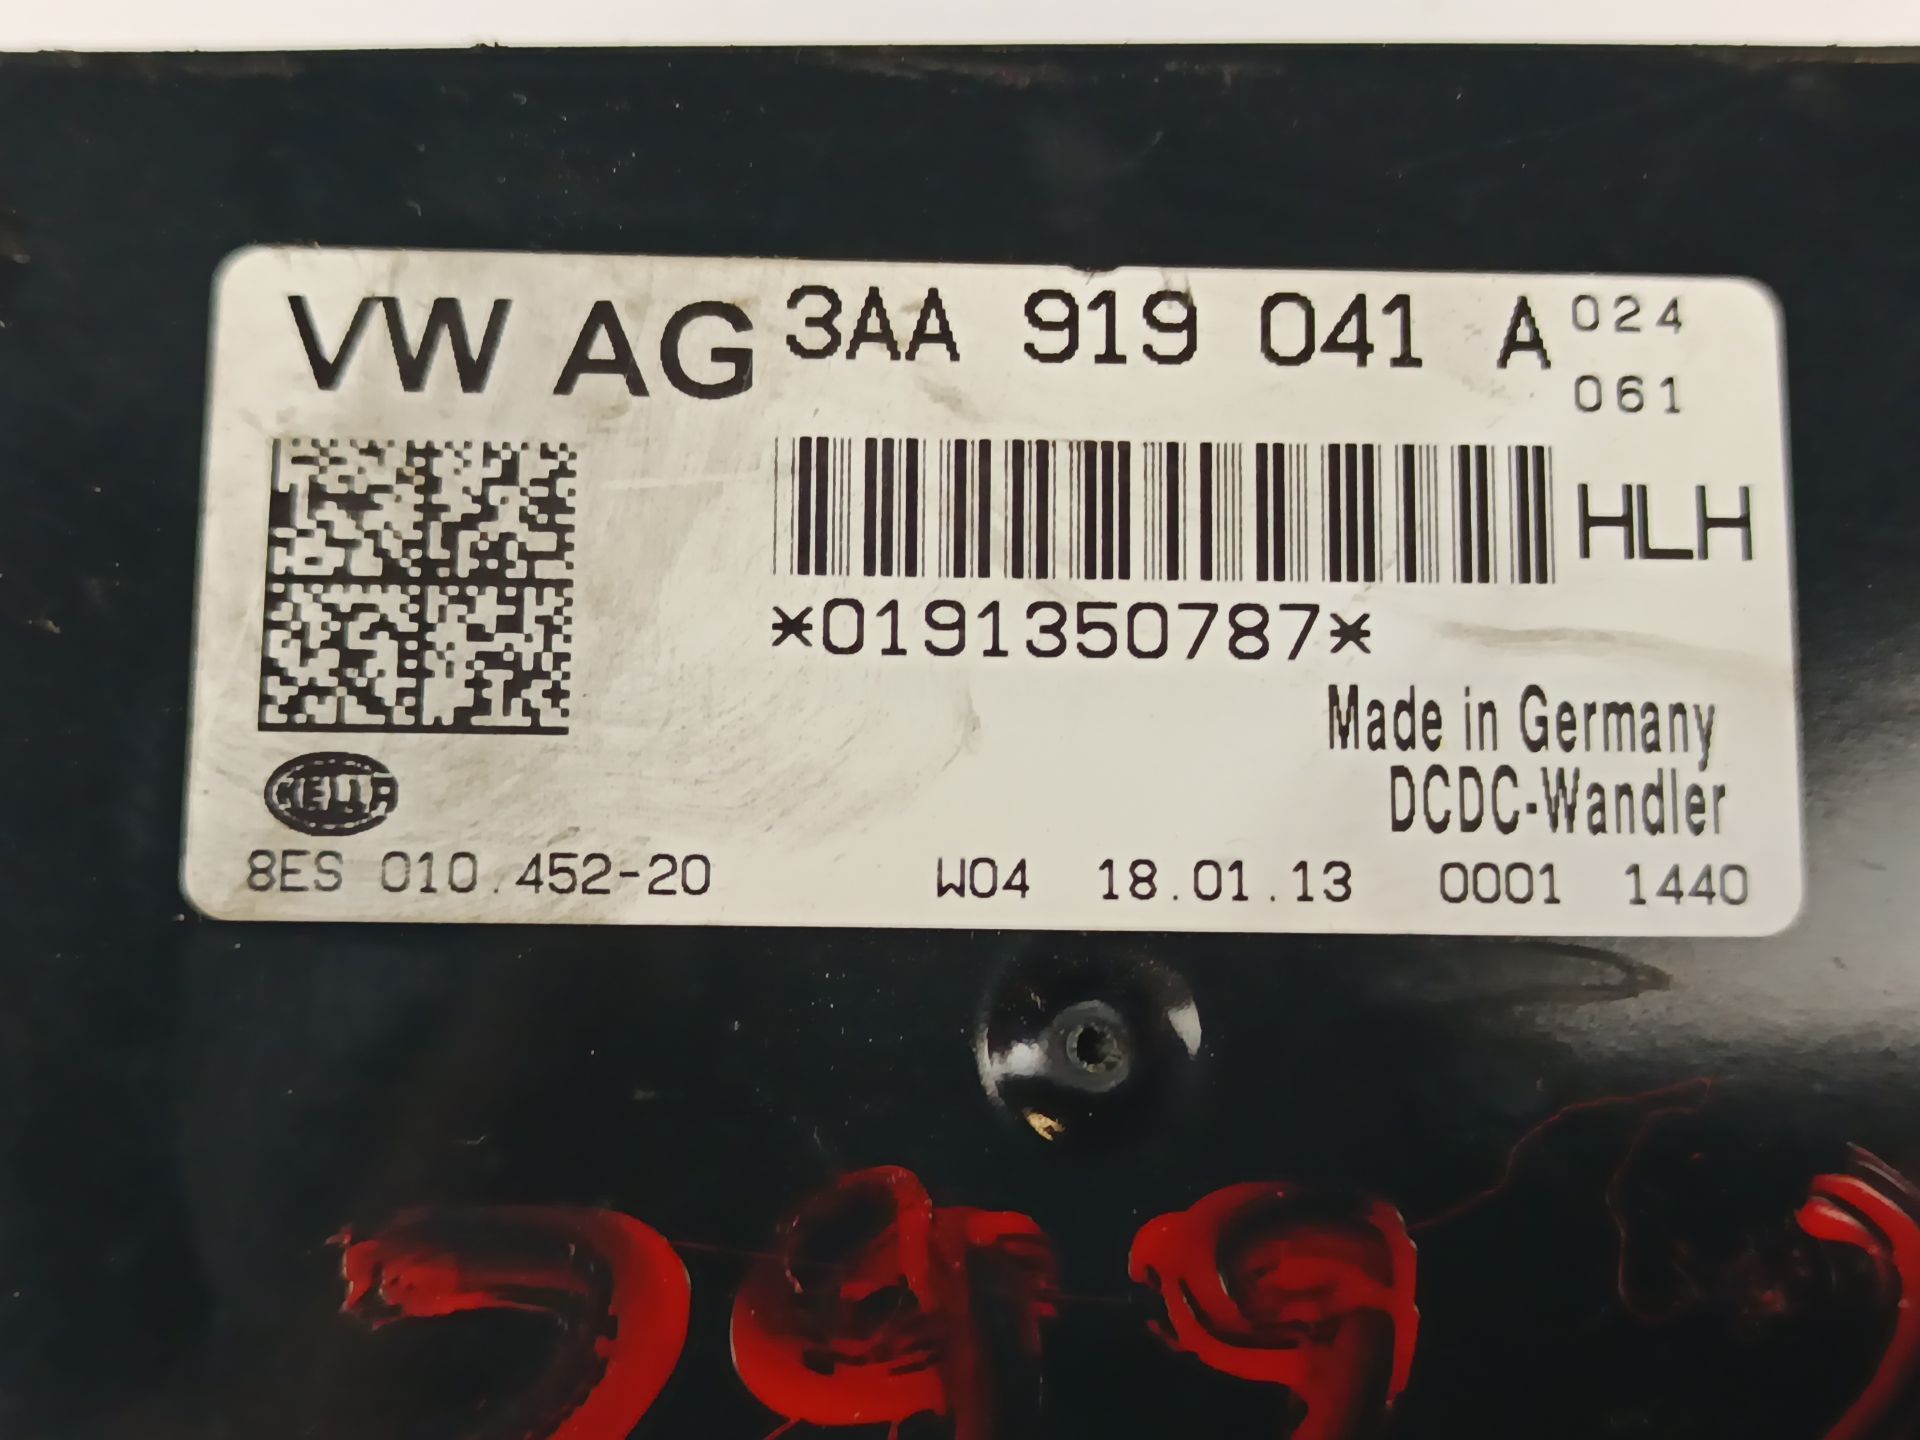 VW AG 3AA 919 041 A 024
061
HLH
*0191350787*
Made in Germany
DCDC-Wandler
HELLA
8ES 010.452-20 W04 18.01.13 0001 1440